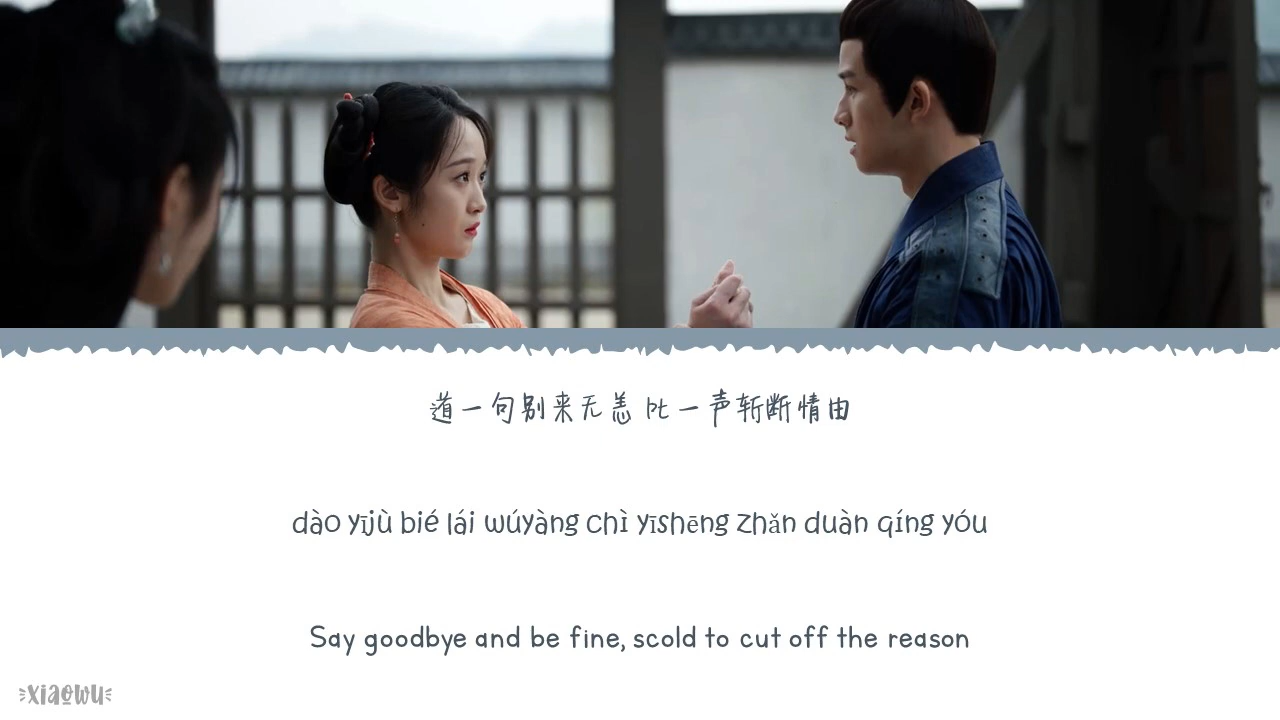 道一句别来无恙 叱一声斩断情由
dào yījù bié lái wúyàng chì yīshēng zhǎn duàn qíng yóu
Say goodbye and be fine, scold to cut off the reason
xiaowu